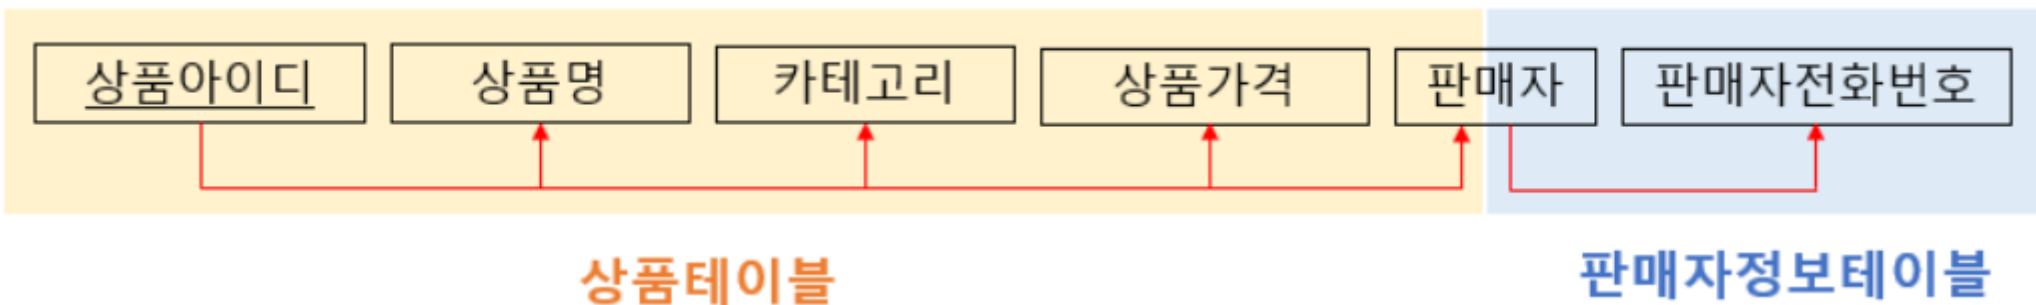 상품아이디 상품명 카테고리 상품가격 판매자 판매자전화번호
상품테이블 판매자정보테이블